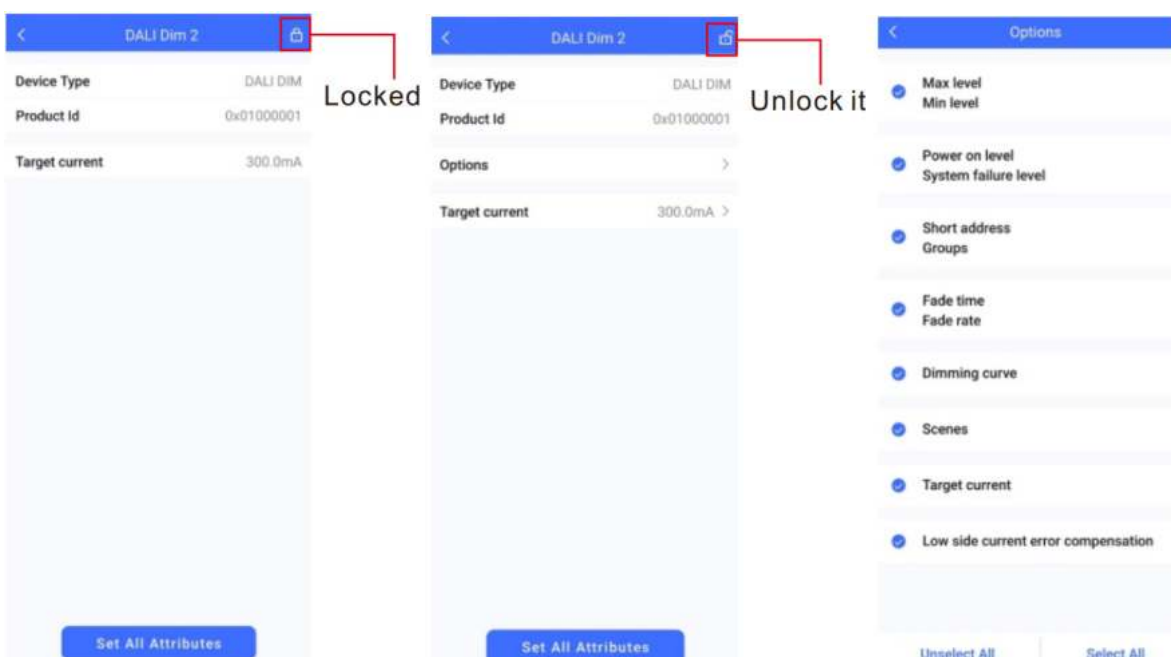 DALI Dim 2
Device Type DALI DIM
Product Id 0x01000001
Target current 300.0mA
Set All Attributes
Locked
DALI Dim 2
Device Type DALI DIM
Product Id 0x01000001
Options
Target current 300.0mA
Set All Attributes
Unlock it
Options
Max level
Min level
Power on level
System failure level
Short address
Groups
Fade time
Fade rate
Dimming curve
Scenes
Target current
Low side current error compensation
Unselect All Select All